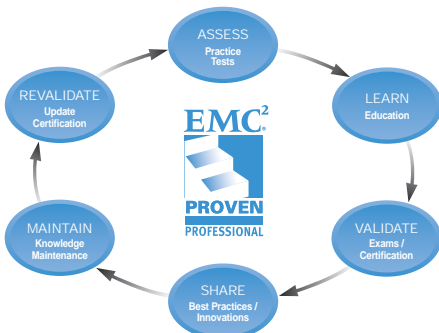 ASSESS
Practice
Tests
LEARN
Education
VALIDATE
Exams /
Certification
SHARE
Best Practices /
Innovations
MAINTAIN
Knowledge
Maintenance
REVALIDATE
Update
Certification
EMC²
PROVEN
PROFESSIONAL